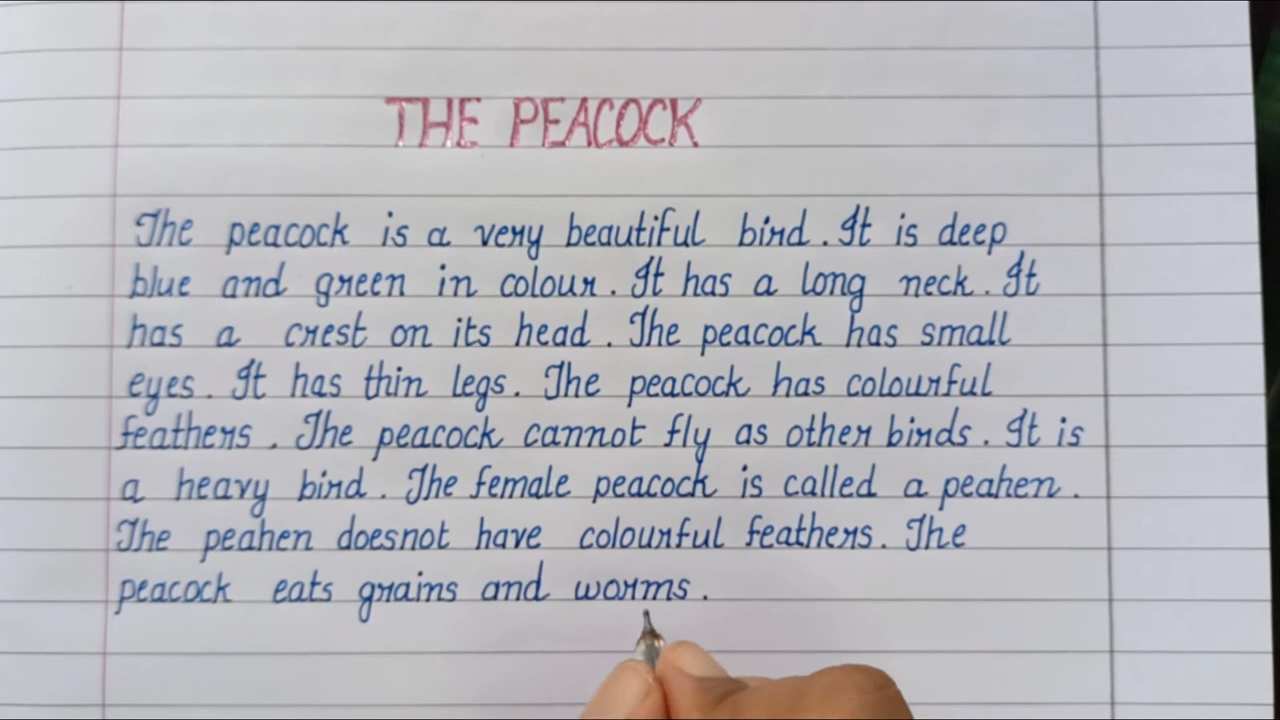 THE PEACOCK
The peacock is a very beautiful bird. It is deep
blue and green in colour. It has a long neck. It
has a crest on its head. The peacock has small
eyes. It has thin legs. The peacock has colourful
feathers. The peacock cannot fly as other birds. It is
a heavy bird. The female peacock is called a peahen.
The peahen doesnot have colourful feathers. The
peacock eats grains and worms.